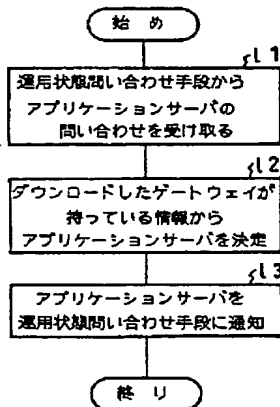 始め
l1
運用状態問い合わせ手段から
アプリケーションサーバの
問い合わせを受け取る
l2
ダウンロードしたゲートウェイが
持っている情報から
アプリケーションサーバを決定
l3
アプリケーションサーバを
運用状態問い合わせ手段に通知
終り